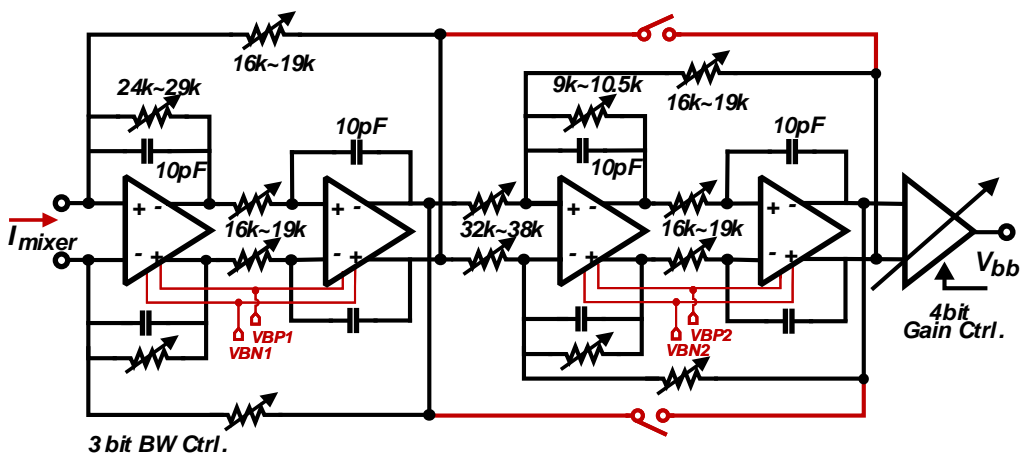 16k~19k
24k~29k
10pF
10pF
+ -
- +
16k~19k
+ -
- +
I mixer
VBP1
VBN1
3 bit BW Ctrl.
16k~19k
9k~10.5k
10pF
10pF
32k~38k
+ -
- +
16k~19k
+ -
- +
VBP2
VBN2
Vbb
4bit
Gain Ctrl.